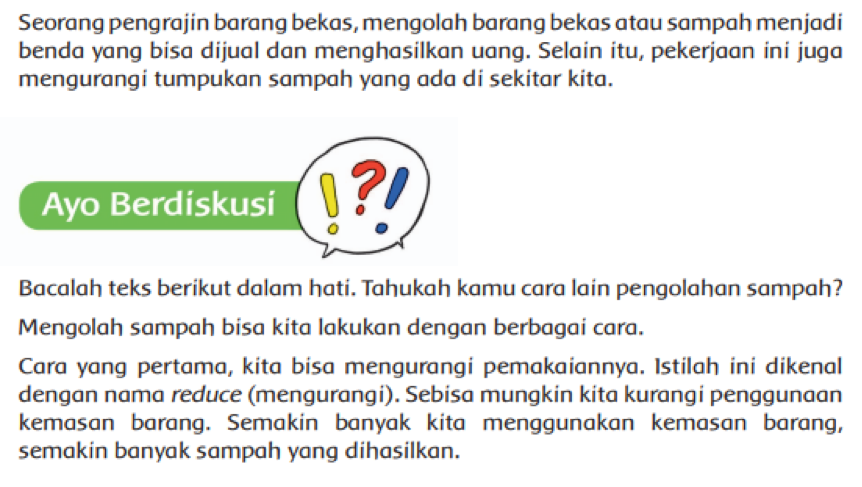 Seorang pengrajin barang bekas, mengolah barang bekas atau sampah menjadi
benda yang bisa dijual dan menghasilkan uang. Selain itu, pekerjaan ini juga
mengurangi tumpukan sampah yang ada di sekitar kita.
Ayo Berdiskusi
!?!
Bacalah teks berikut dalam hati. Tahukah kamu cara lain pengolahan sampah?
Mengolah sampah bisa kita lakukan dengan berbagai cara.
Cara yang pertama, kita bisa mengurangi pemakaiannya. Istilah ini dikenal
dengan nama reduce (mengurangi). Sebisa mungkin kita kurangi penggunaan
kemasan barang. Semakin banyak kita menggunakan kemasan barang,
semakin banyak sampah yang dihasilkan.